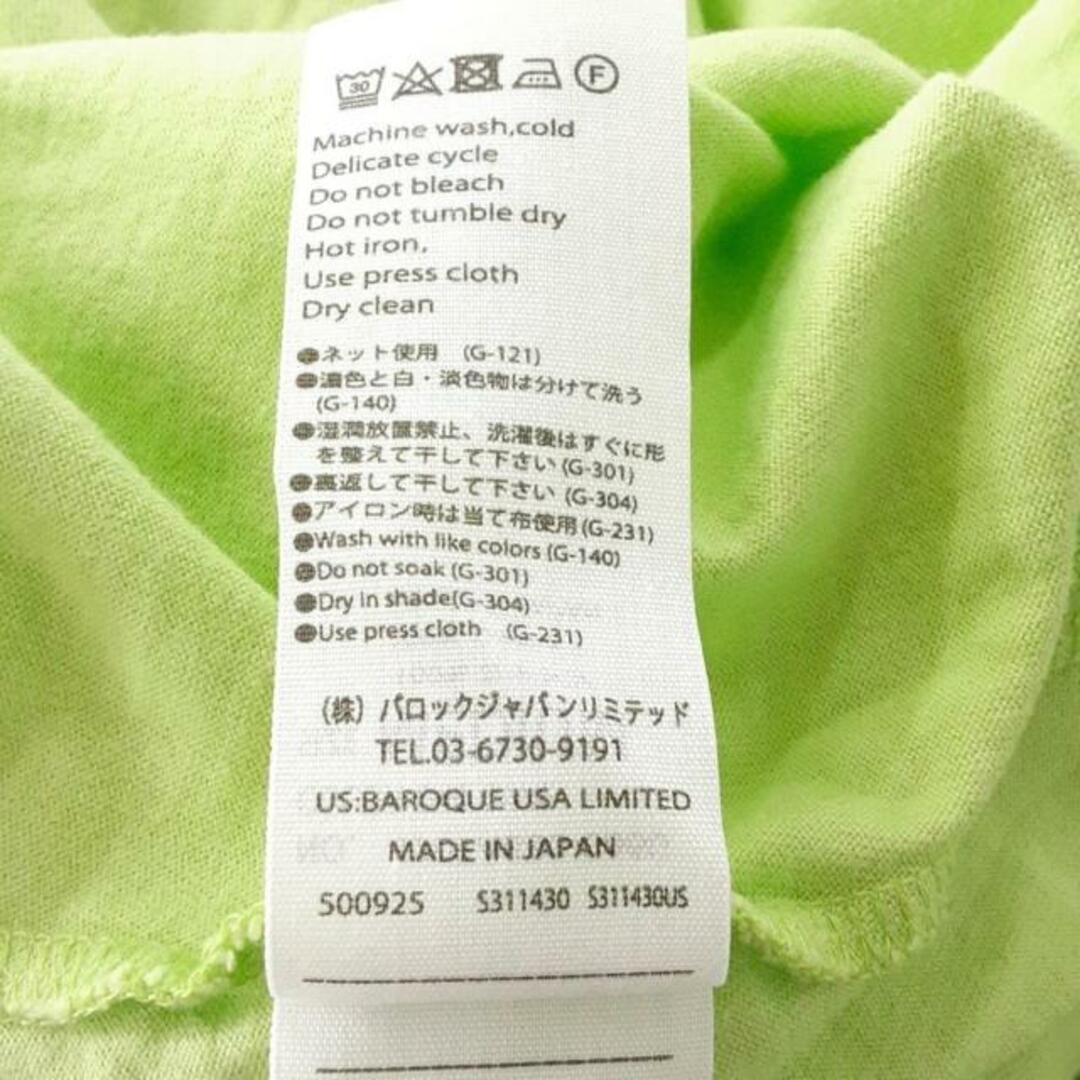 30 F
Machine wash,cold
Delicate cycle
Do not bleach
Do not tumble dry
Hot iron,
Use press cloth
Dry clean
●ネット使用 (G-121)
●濃色と白・淡色物は分けて洗う
(G-140)
●湿潤放置禁止、洗濯後はすぐに形
を整えて干して下さい(G-301)
●裏返して干して下さい (G-304)
●アイロン時は当て布使用(G-231)
●Wash with like colors (G-140)
●Do not soak (G-301)
●Dry in shade(G-304)
●Use press cloth (G-231)
(株) バロックジャパンリミテッド
TEL.03-6730-9191
US:BAROQUE USA LIMITED
MADE IN JAPAN
500925 S311430 S311430US